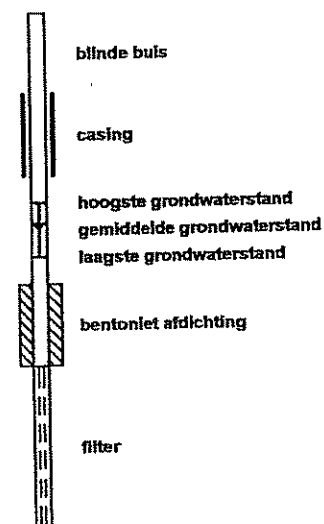 blinde buis
casing
hoogste grondwaterstand
gemiddelde grondwaterstand
laagste grondwaterstand
bentoniet afdichting
filter